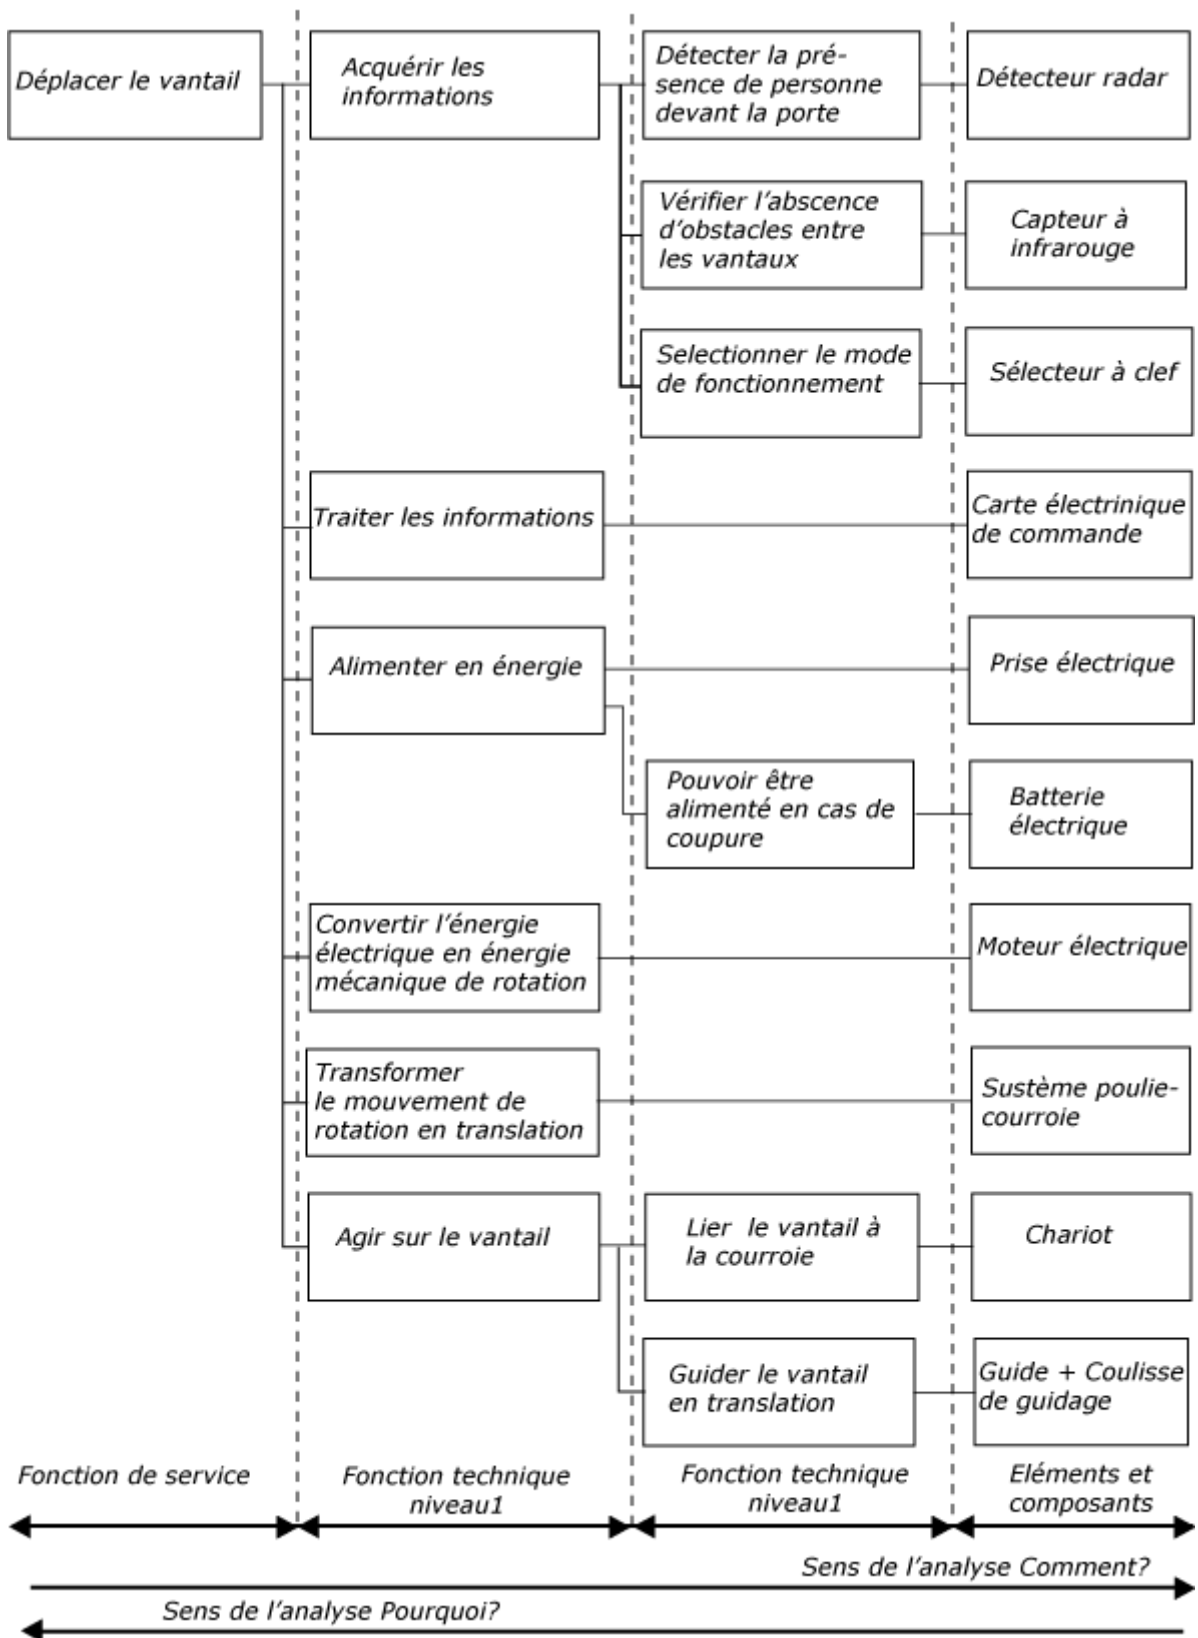 Déplacer le vantail
Acquérir les
informations
Détecter la pré-
sence de personne
devant la porte
Détecteur radar
Vérifier l'abscence
d'obstacles entre
les vantaux
Capteur à
infrarouge
Selectionner le mode
de fonctionnement
Sélecteur à clef
Traiter les informations
Carte électrinique
de commande
Alimenter en énergie
Prise électrique
Pouvoir être
alimenté en cas de
coupure
Batterie
électrique
Convertir l'énergie
électrique en énergie
mécanique de rotation
Moteur électrique
Transformer
le mouvement de
rotation en translation
Sustème poulie-
courroie
Agir sur le vantail
Lier le vantail à
la courroie
Chariot
Guider le vantail
en translation
Guide + Coulisse
de guidage
Fonction de service
Fonction technique
niveau1
Fonction technique
niveau1
Eléments et
composants
Sens de l'analyse Comment?
Sens de l'analyse Pourquoi?